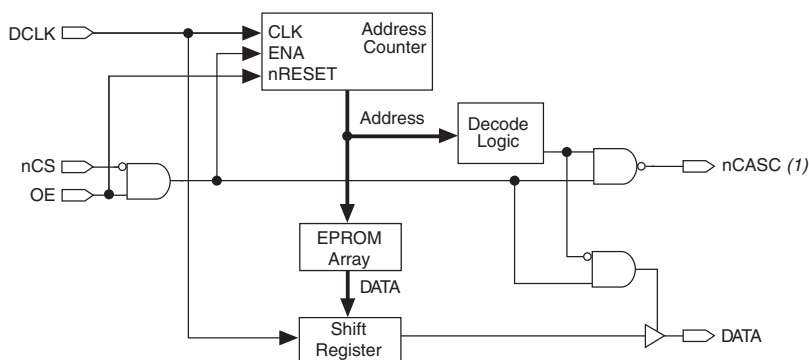 DCLK
CLK
Address
Counter
ENA
nRESET
Address
Decode
Logic
nCS
OE
nCASC (1)
EPROM
Array
DATA
Shift
Register
DATA